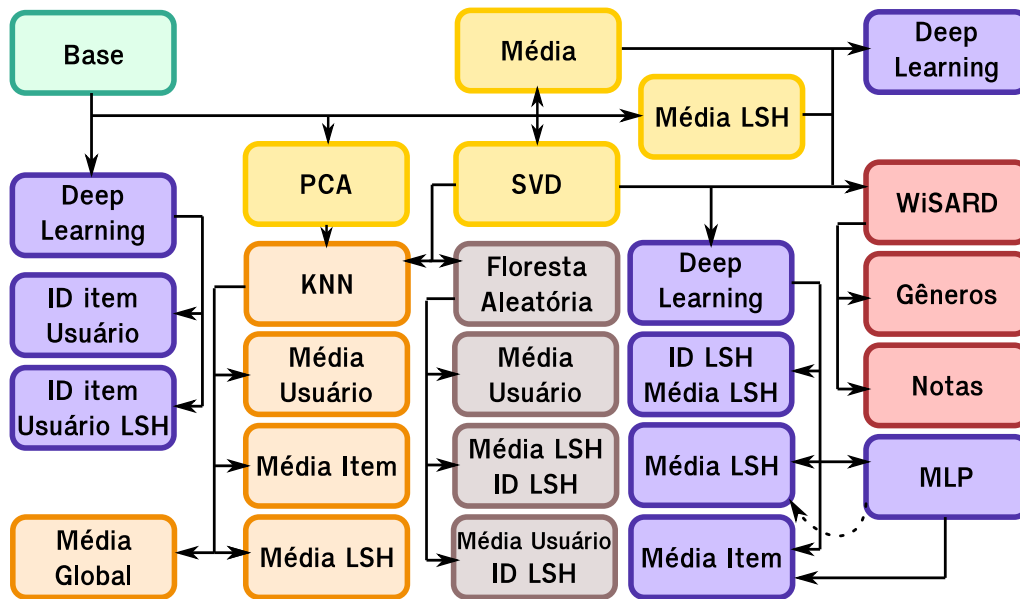 Base
Média
Deep
Learning
Média LSH
Deep
Learning
PCA
SVD
WiSARD
KNN
Floresta
Aleatória
Deep
Learning
Gêneros
ID item
Usuário
Média
Usuário
Média
Usuário
ID LSH
Média LSH
Notas
ID item
Usuário LSH
Média Item
Média LSH
ID LSH
Média LSH
MLP
Média
Global
Média LSH
Média Usuário
ID LSH
Média Item